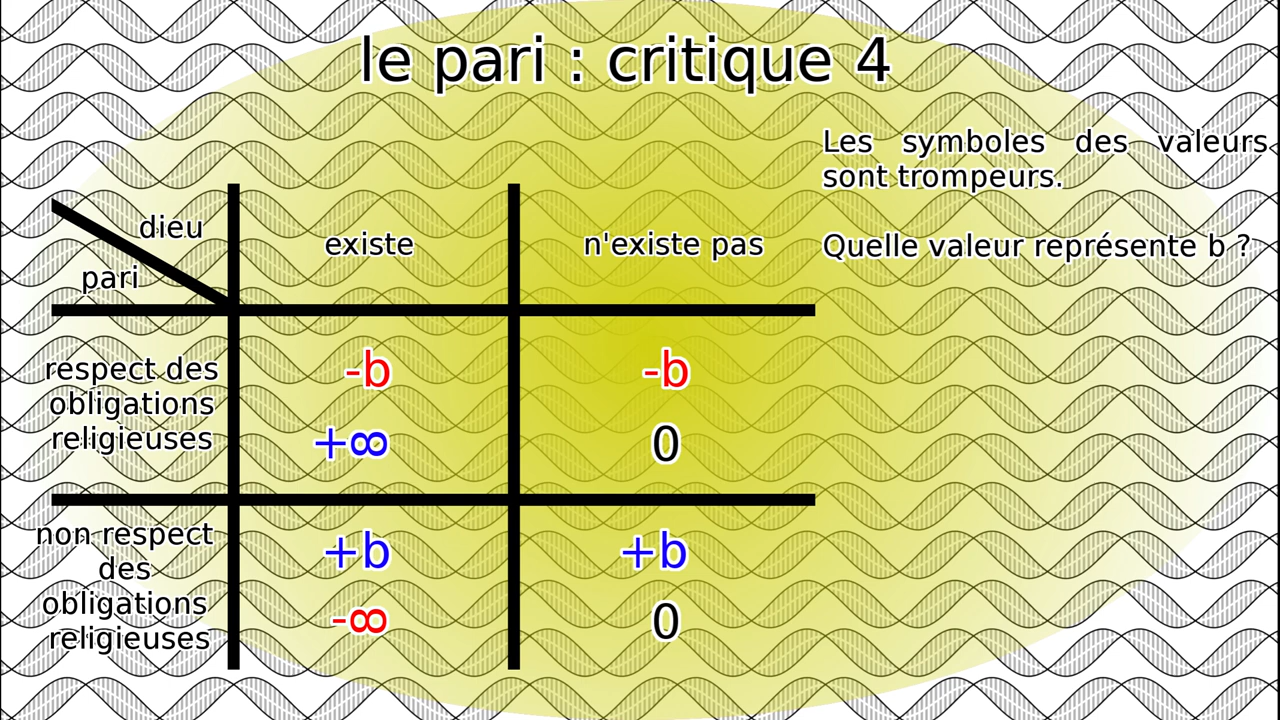 le pari : critique 4
Les symboles des valeurs
sont trompeurs.
Quelle valeur représente b ?
dieu
pari
existe
n'existe pas
respect des
obligations
religieuses
-b
-b
+∞
0
non respect
des
obligations
religieuses
+b
+b
-∞
0